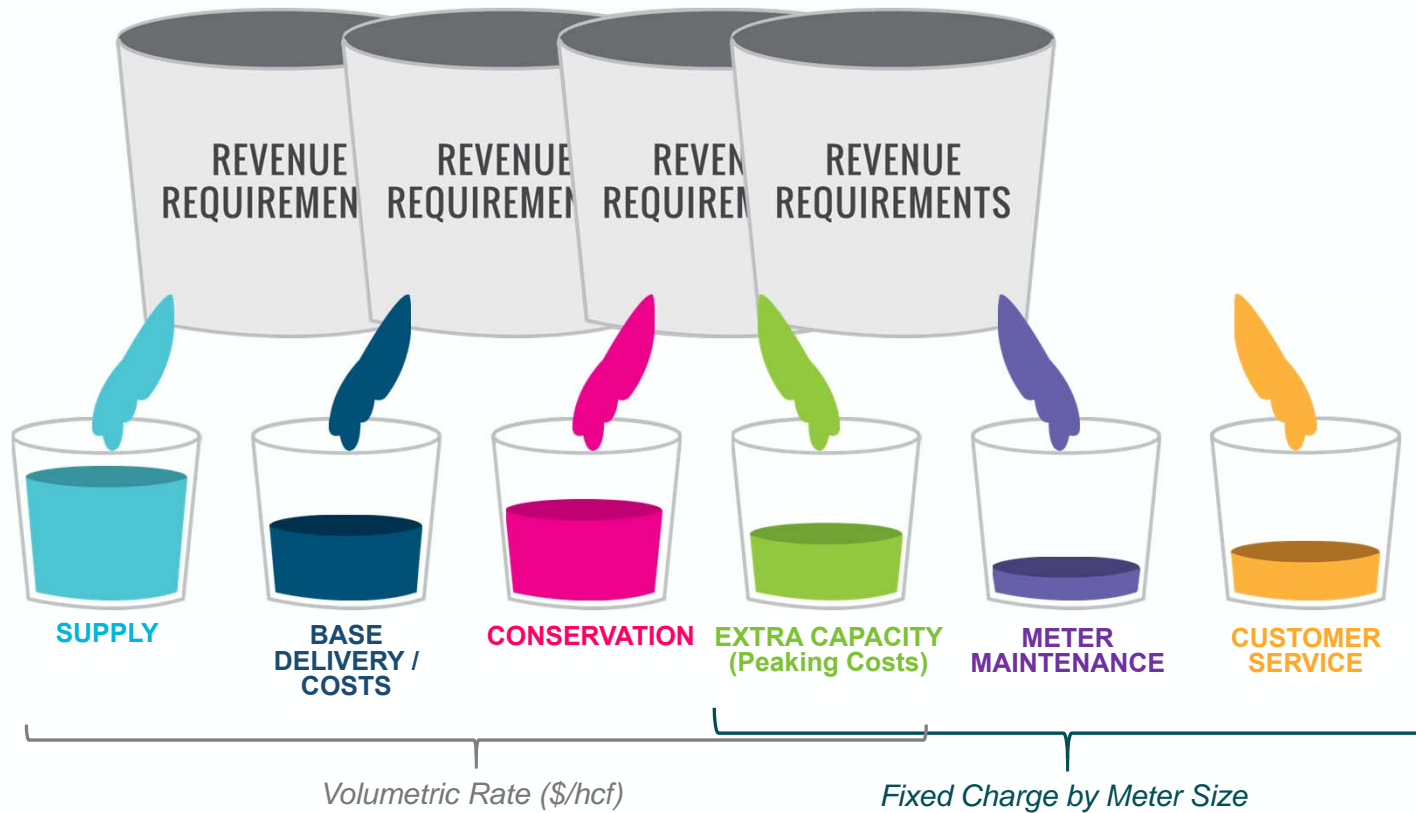 REVENUE
REQUIREMEN
REVENUE
REQUIREMEN
REVEN
REQUIREM
REVENUE
REQUIREMENTS
SUPPLY
BASE
DELIVERY /
COSTS
CONSERVATION
EXTRA CAPACITY
(Peaking Costs)
METER
MAINTENANCE
CUSTOMER
SERVICE
Volumetric Rate ($/hcf)
Fixed Charge by Meter Size